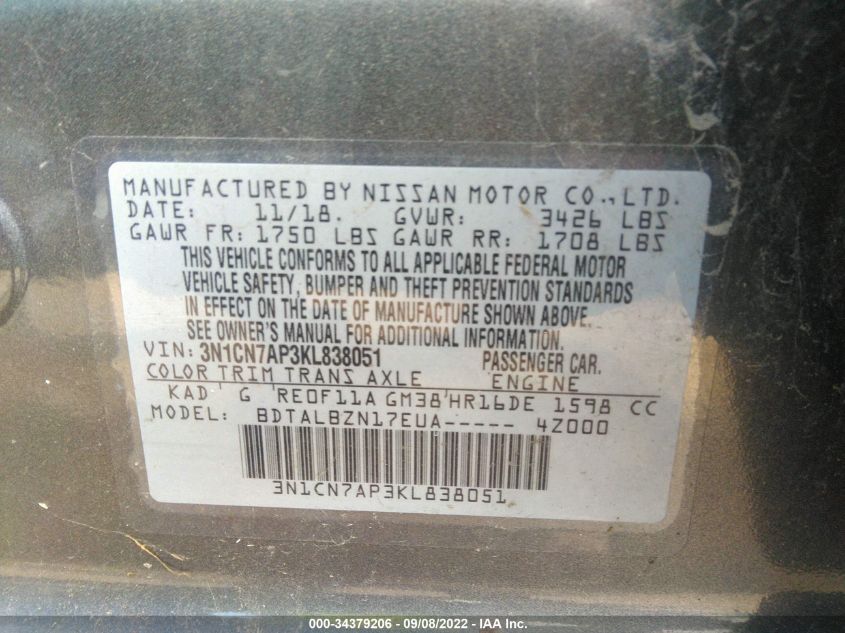 MANUFACTURED BY NISSAN MOTOR CO., LTD.
DATE: 11/18. GVWR: 3426 LBS
GAWR FR: 1750 LBS GAWR RR: 1708 LBS
THIS VEHICLE CONFORMS TO ALL APPLICABLE FEDERAL MOTOR
VEHICLE SAFETY, BUMPER AND THEFT PREVENTION STANDARDS
IN EFFECT ON THE DATE OF MANUFACTURE SHOWN ABOVE.
SEE OWNER'S MANUAL FOR ADDITIONAL INFORMATION.
VIN: 3N1CN7AP3KL838051 PASSENGER CAR.
COLOR TRIM TRANS AXLE ENGINE
KAD G RE0F11A GM38 HR16DE 1598 CC
MODEL: BDTALBZN17EUA----- 4Z000
3N1CN7AP3KL838051
000-34379206 - 09/08/2022 - IAA Inc.